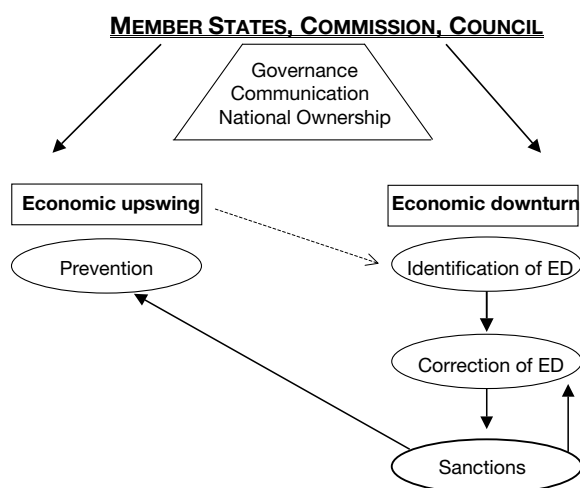 MEMBER STATES, COMMISSION, COUNCIL
Governance
Communication
National Ownership
Economic upswing
Economic downturn
Prevention
Identification of ED
Correction of ED
Sanctions